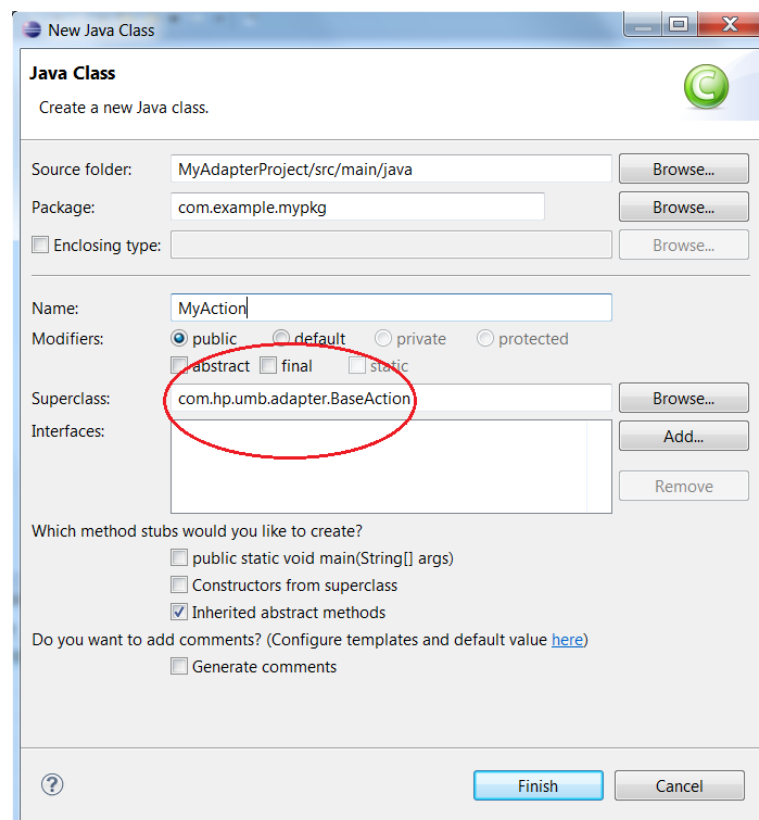 New Java Class
Java Class
Create a new Java class.
Source folder: MyAdapterProject/src/main/java Browse...
Package: com.example.mypkg Browse...
Enclosing type: Browse...
Name: MyAction
Modifiers: public default private protected
abstract final static
Superclass: com.hp.umb.adapter.BaseAction Browse...
Interfaces: Add...
Remove
Which method stubs would you like to create?
public static void main(String[] args)
Constructors from superclass
Inherited abstract methods
Do you want to add comments? (Configure templates and default value here)
Generate comments
? Finish Cancel